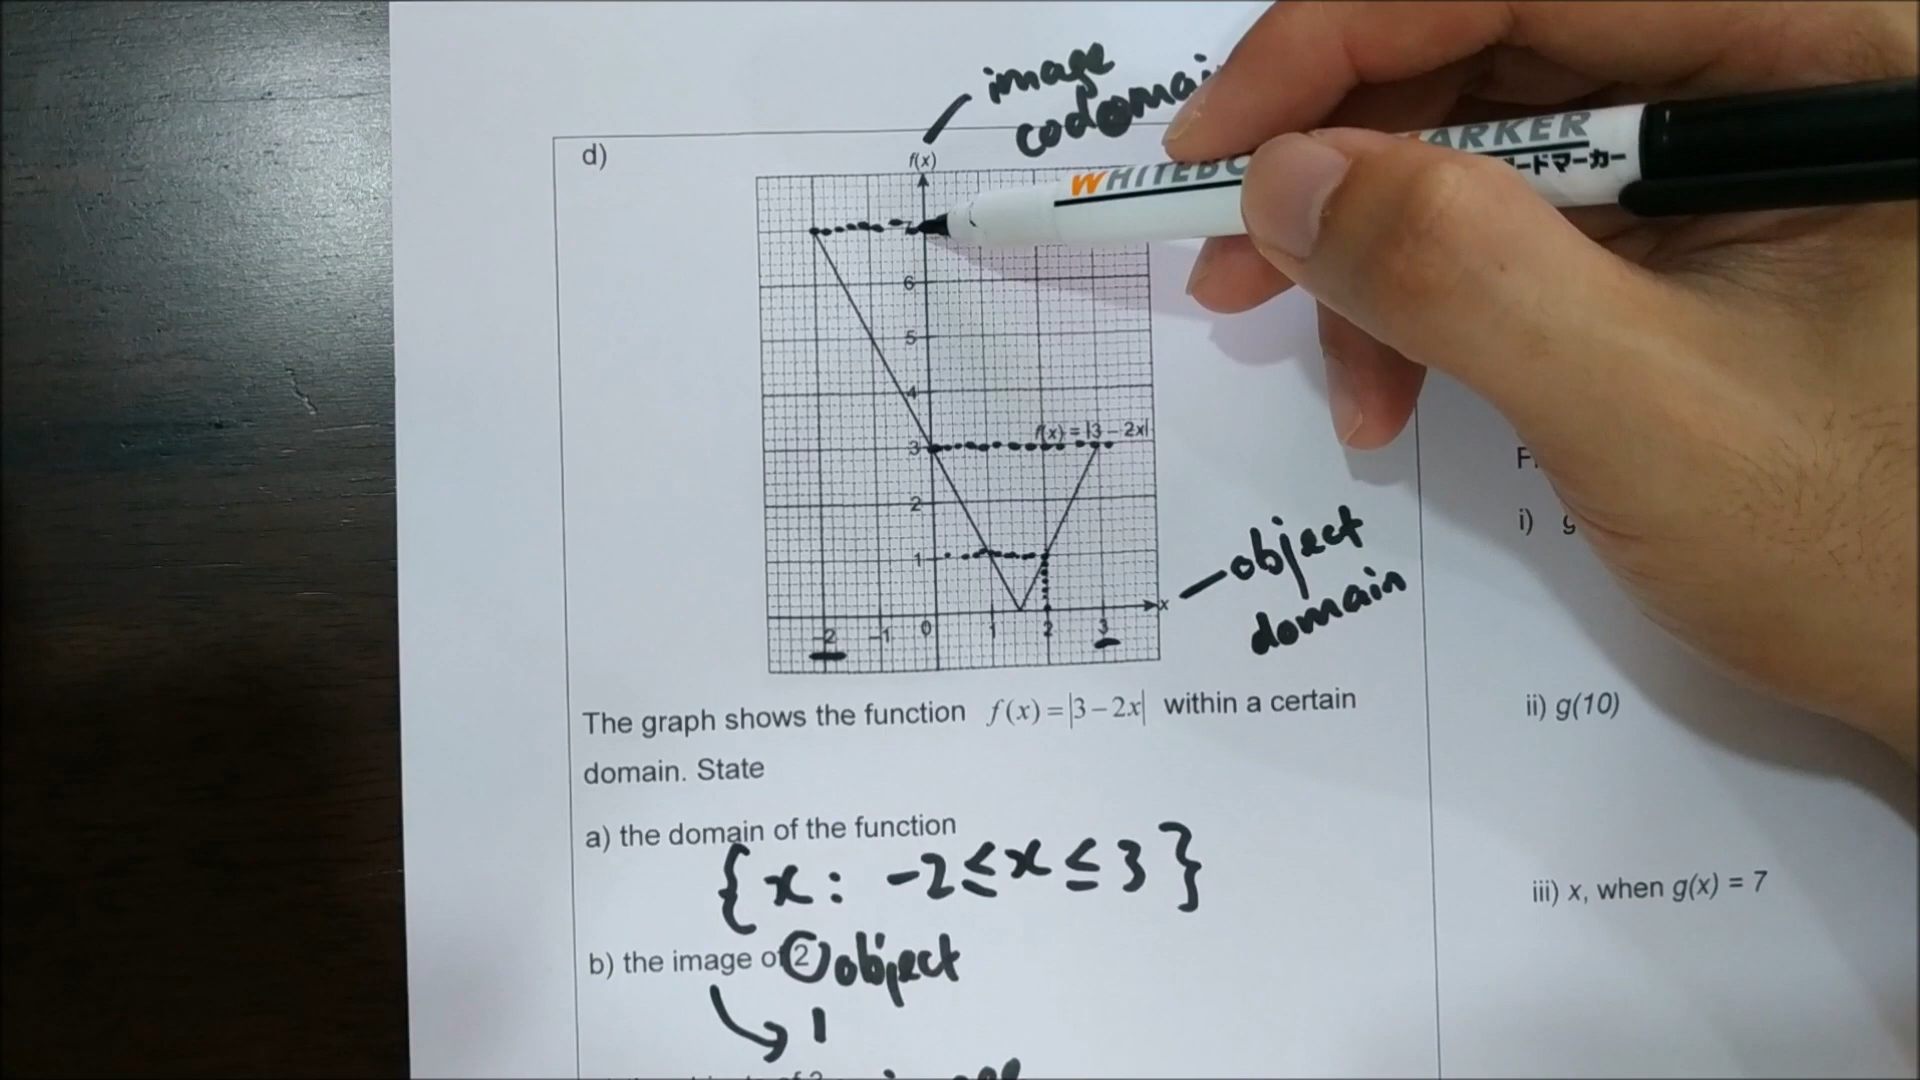 image
codomai
d)
f(x)
WHITEBO
ARKER
ードマーカー
6
5
4
f(x) = |3 – 2x|
3
2
1
x
-2 -1 0 1 2 3
object
domain
The graph shows the function f(x) = |3 – 2x| within a certain
domain. State
a) the domain of the function
{x: -2 ≤ x ≤ 3}
b) the image of 2 object
1
i)
ii) g(10)
iii) x, when g(x) = 7